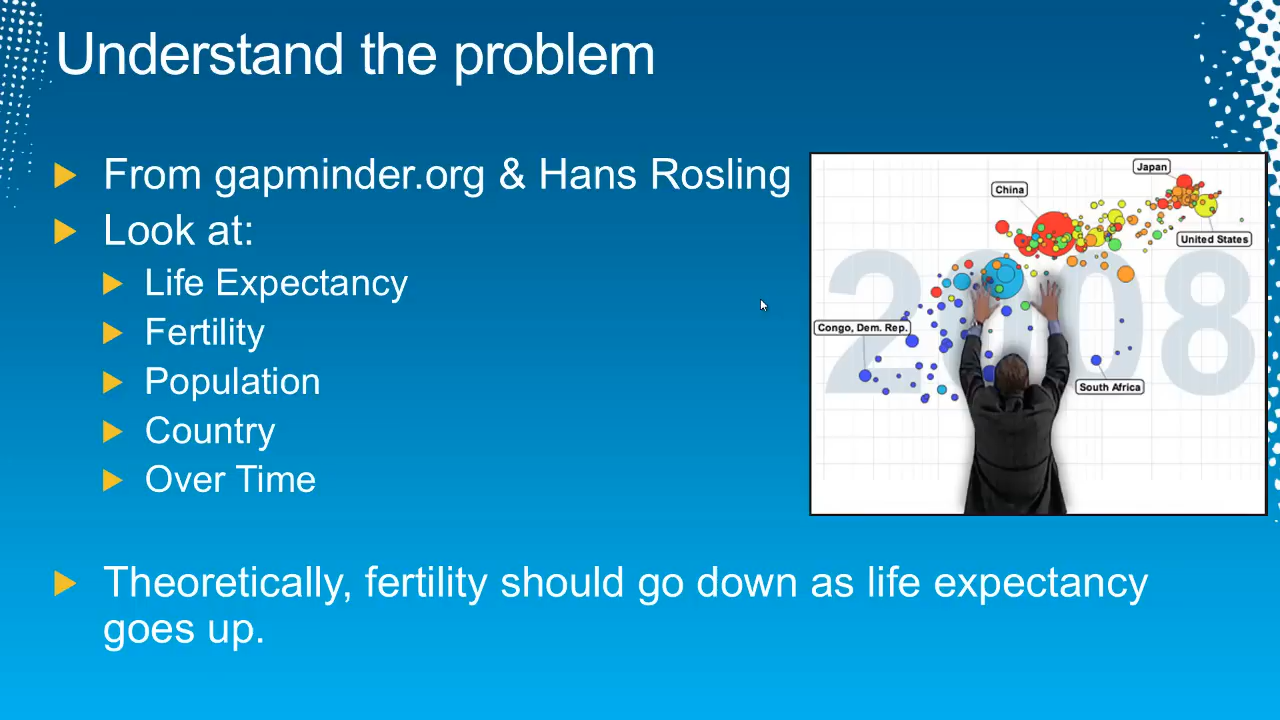 Understand the problem
From gapminder.org & Hans Rosling
Look at:
Life Expectancy
Fertility
Population
Country
Over Time
Theoretically, fertility should go down as life expectancy
goes up.
Japan
China
United States
Congo, Dem. Rep.
South Africa
2008